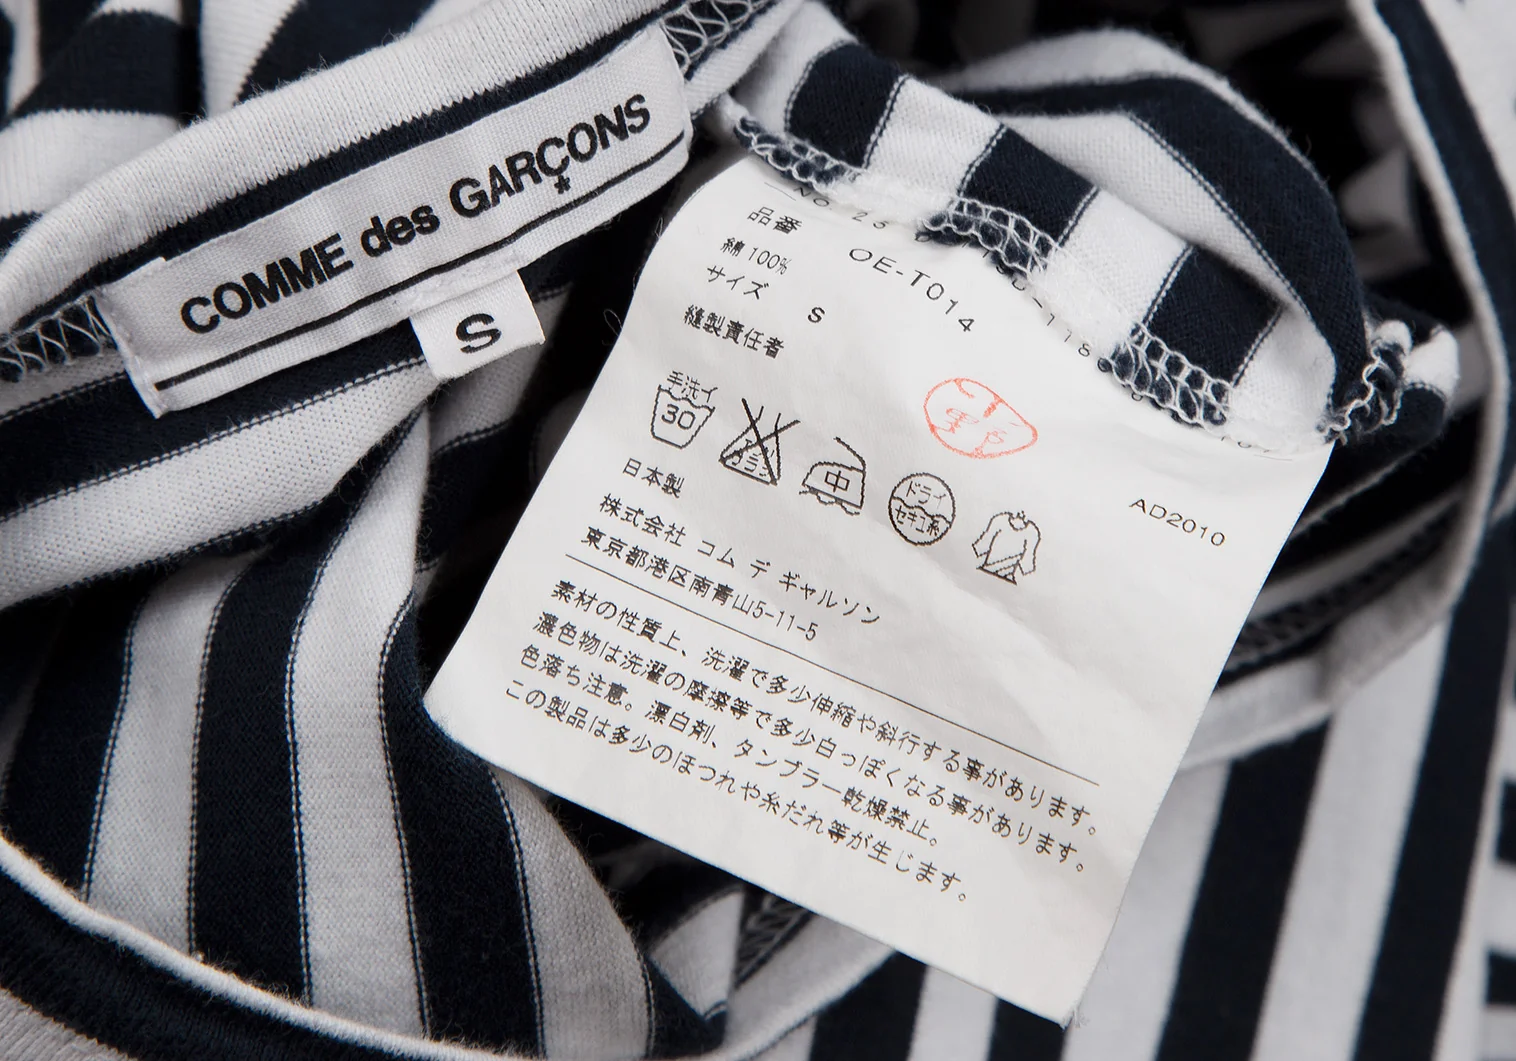 COMME des GARÇONS
*
S
品番 OE-T014
綿 100%
サイズ S
縫製責任者
手洗イ
30
中
ドライ
セキユ系
AD2010
日本製
株式会社 コム デ ギャルソン
東京都港区南青山5-11-5
素材の性質上、洗濯で多少伸縮や斜行する事があります。
濃色物は洗濯の摩擦等で多少白っぽくなる事があります。
色落ち注意。漂白剤、タンブラー乾燥禁止。
この製品は多少のほつれや糸だれ等が生じます。